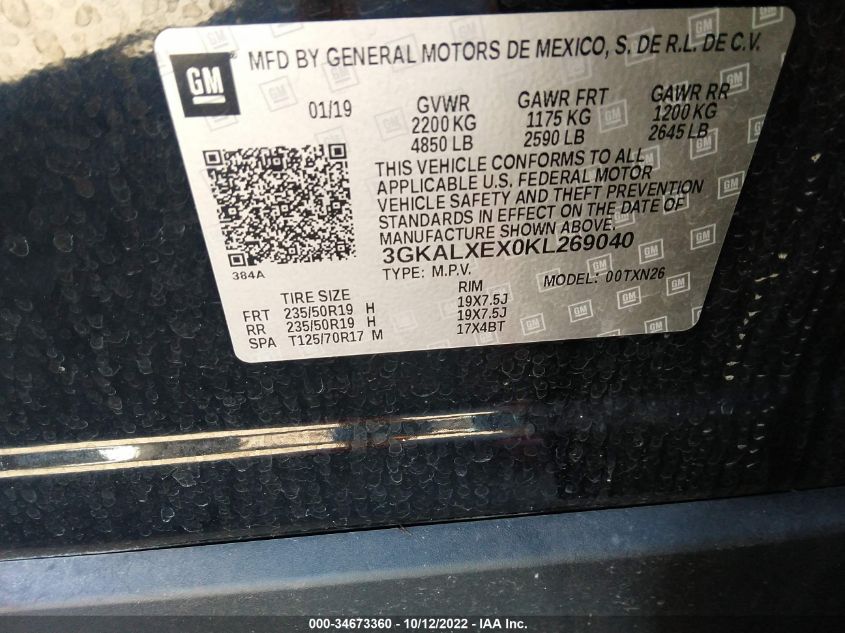 GM
MFD BY GENERAL MOTORS DE MEXICO, S. DE R.L. DE C.V.
01/19 GVWR GAWR FRT GAWR RR
2200 KG 1175 KG 1200 KG
4850 LB 2590 LB 2645 LB
THIS VEHICLE CONFORMS TO ALL
APPLICABLE U.S. FEDERAL MOTOR
VEHICLE SAFETY AND THEFT PREVENTION
STANDARDS IN EFFECT ON THE DATE OF
MANUFACTURE SHOWN ABOVE.
3GKALXEX0KL269040
384A
TYPE: M.P.V. MODEL: 00TXN26
TIRE SIZE RIM
FRT 235/50R19 H 19X7.5J
RR 235/50R19 H 19X7.5J
SPA T125/70R17 M 17X4BT
000-34673360 - 10/12/2022 - IAA Inc.